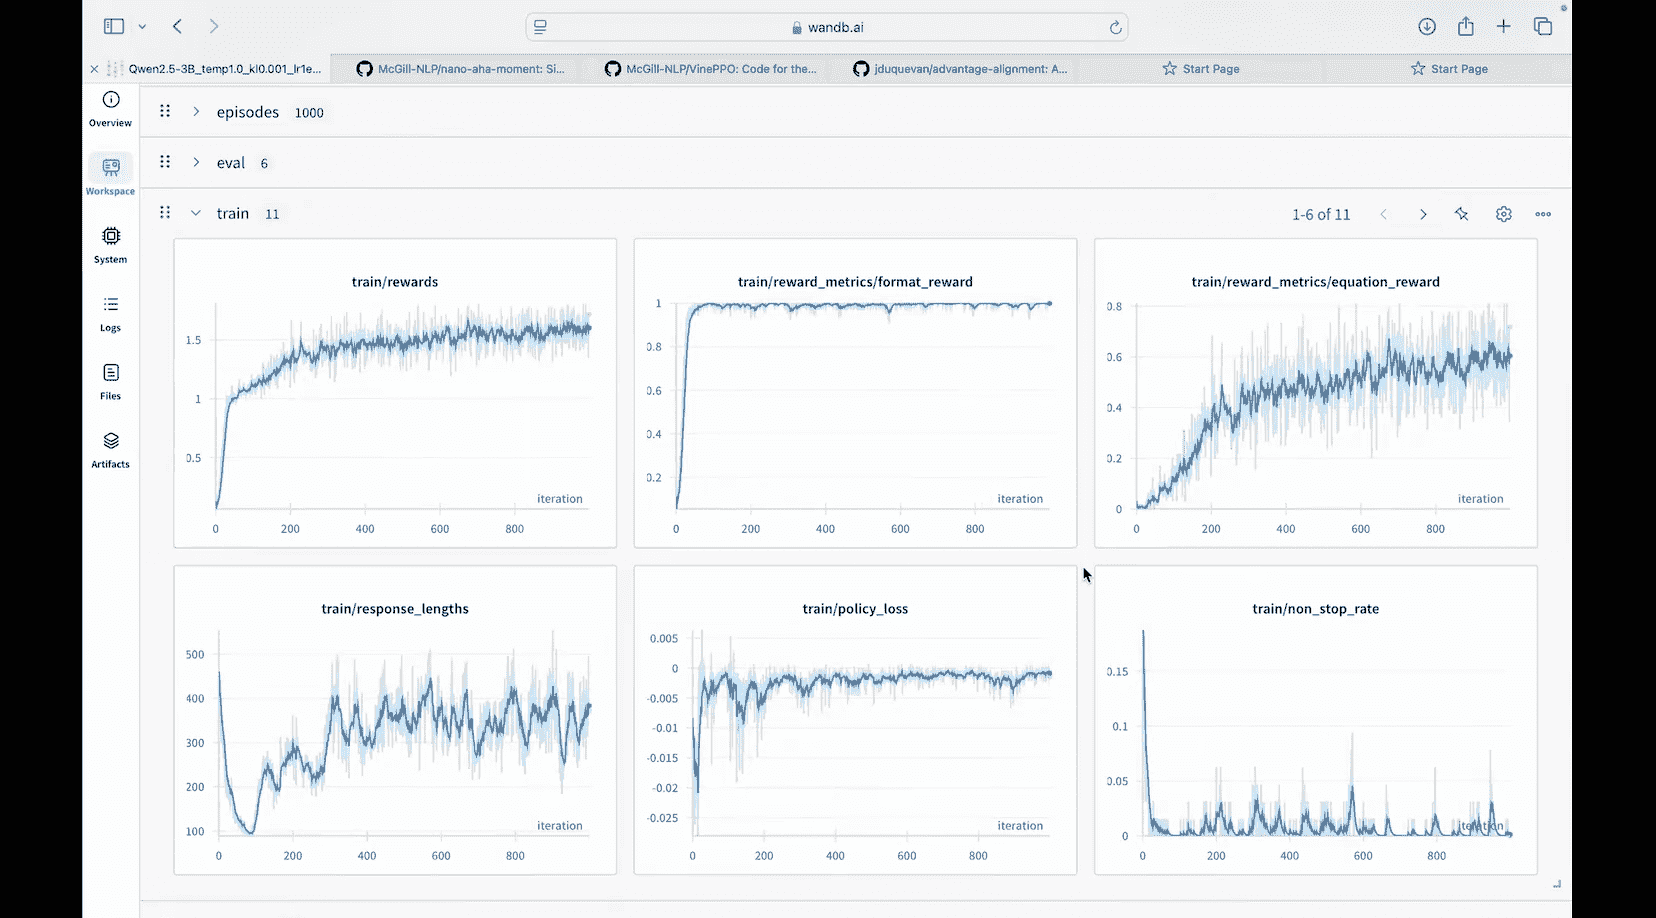 wandb.ai
Qwen2.5-3B_temp1.0_kl0.001_lr1e...
McGill-NLP/nano-aha-moment: Si...
McGill-NLP/VinePPO: Code for the...
jduquevan/advantage-alignment: A...
Start Page
Start Page
Overview
Workspace
System
Logs
Files
Artifacts
episodes 1000
eval 6
train 11
1-6 of 11
train/rewards
1.5
1
0.5
iteration
0 200 400 600 800
train/reward_metrics/format_reward
1
0.8
0.6
0.4
0.2
iteration
0 200 400 600 800
train/reward_metrics/equation_reward
0.8
0.6
0.4
0.2
0
iteration
0 200 400 600 800
train/response_lengths
500
400
300
200
100
iteration
0 200 400 600 800
train/policy_loss
0.005
0
-0.005
-0.01
-0.015
-0.02
-0.025
iteration
0 200 400 600 800
train/non_stop_rate
0.15
0.1
0.05
0
iteration
0 200 400 600 800